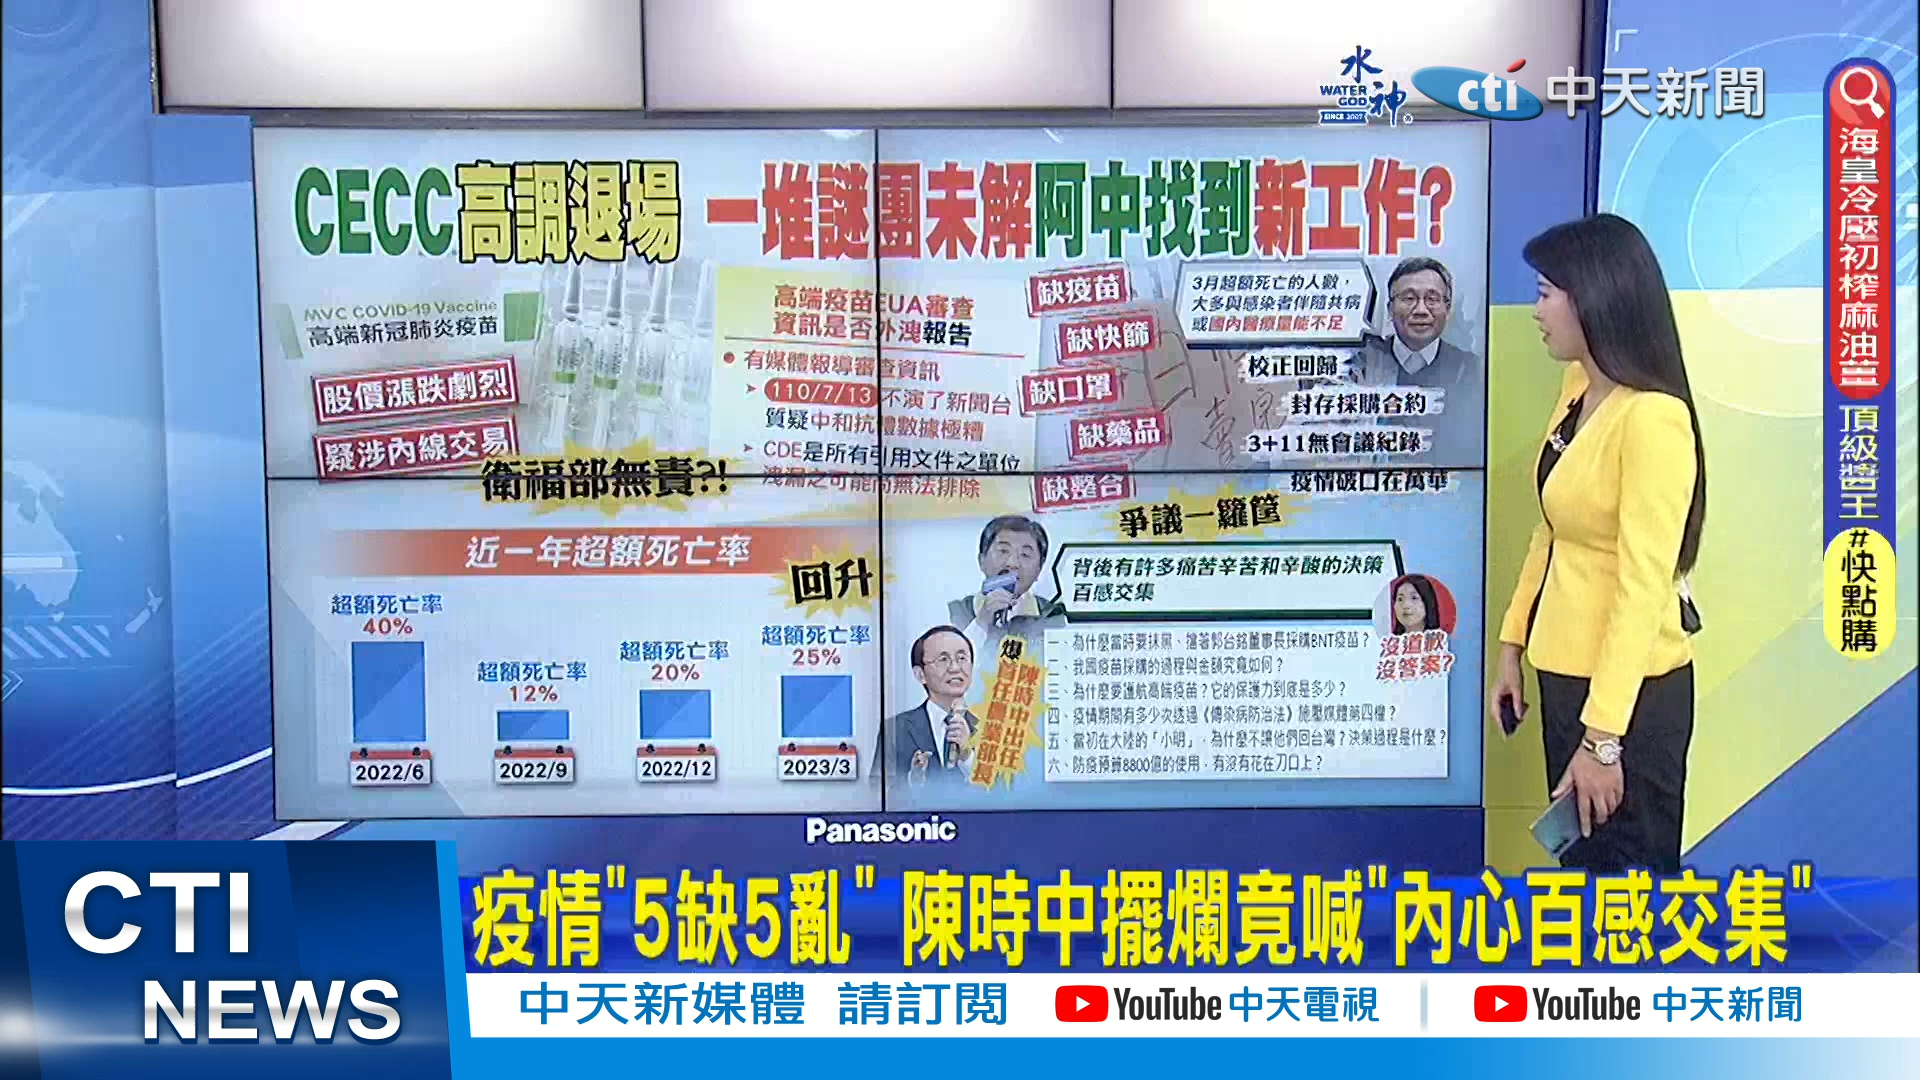 水神
WATER GOD
SINCE 2007
cti 中天新聞
海皇冷壓初榨麻油薑
頂級醬王
#快點購
CECC高調退場 一堆謎團未解阿中找到新工作?
MVC COVID-19 Vaccine
高端新冠肺炎疫苗
股價漲跌劇烈
疑涉內線交易
衛福部無責?!
高端疫苗EUA審查
資訊是否外洩報告
有媒體報導審查資訊
110/7/13不演了新聞台
質疑中和抗體數據極糟
CDE是所有引用文件之單位
洩漏之可能尚無法排除
缺疫苗
缺快篩
缺口罩
缺藥品
缺整合
3月超額死亡的人數,
大多與感染者伴隨共病
或國內醫療量能不足
校正回歸
封存採購合約
3+11無會議紀錄
疫情破口在萬華
爭議一籮筐
近一年超額死亡率
回升
超額死亡率
40%
超額死亡率
12%
超額死亡率
20%
超額死亡率
25%
2022/6
2022/9
2022/12
2023/3
背後有許多痛苦辛苦和辛酸的決策
百感交集
沒道歉
沒答案?
爆陳時中出任
首任農業部長
一、為什麼當時要抹黑、擋著郭台銘董事長採購BNT疫苗?
二、我國疫苗採購的過程與金額究竟如何?
三、為什麼要護航高端疫苗?它的保護力到底是多少?
四、疫情期間有多少次透過《傳染病防治法》施壓媒體第四權?
五、當初在大陸的「小明」,為什麼不讓他們回台灣?決策過程是什麼?
六、防疫預算8800億的使用,有沒有花在刀口上?
Panasonic
CTI
NEWS
疫情"5缺5亂" 陳時中擺爛竟喊"內心百感交集"
中天新媒體 請訂閱 YouTube 中天電視 YouTube 中天新聞